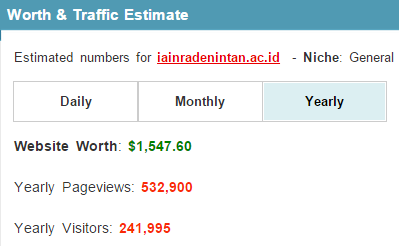 Worth & Traffic Estimate
Estimated numbers for iainradenintan.ac.id - Niche: General
Daily Monthly Yearly
Website Worth: $1,547.60
Yearly Pageviews: 532,900
Yearly Visitors: 241,995